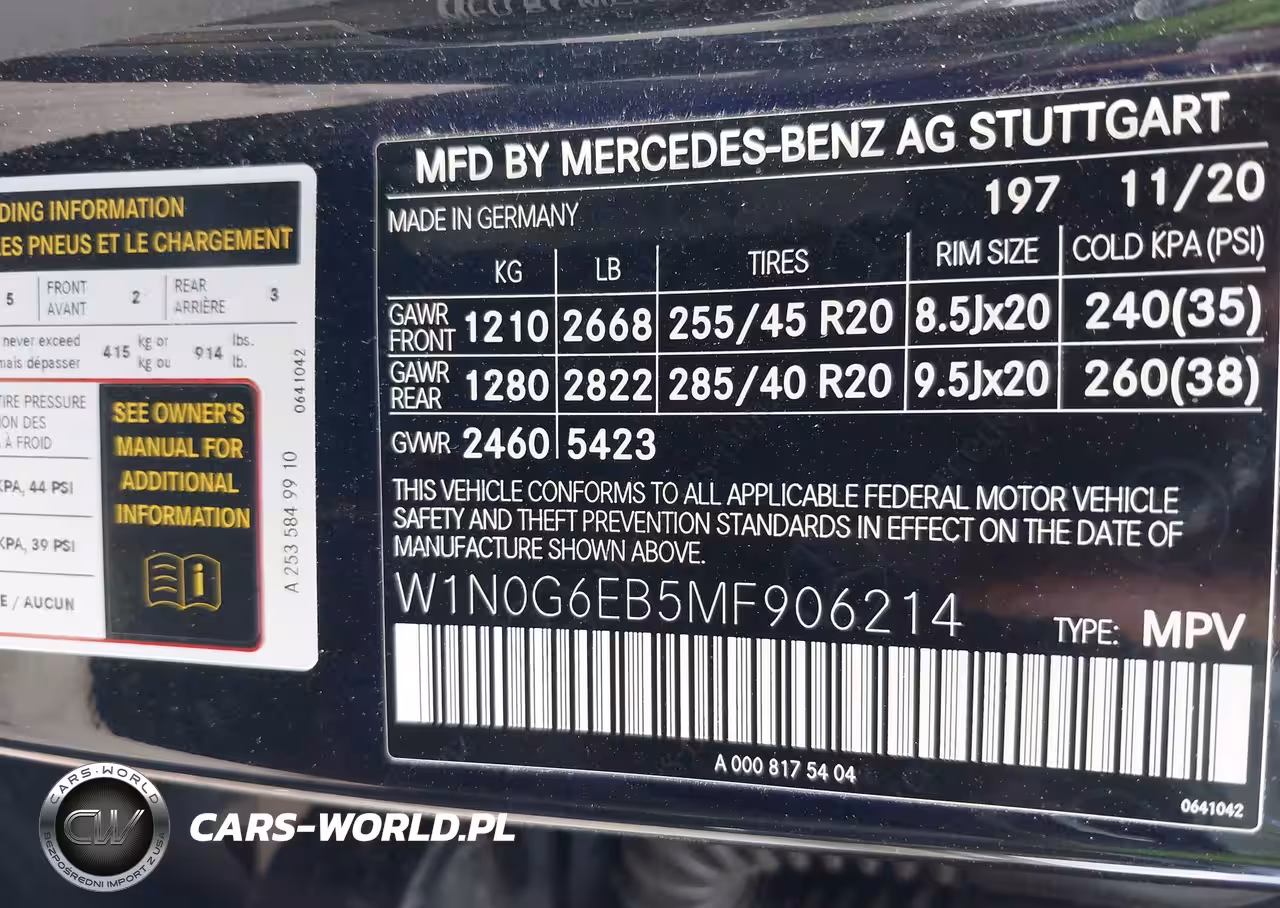 DING INFORMATION
ES PNEUS ET LE CHARGEMENT
5 FRONT AVANT 2 REAR ARRIÈRE 3
never exceed
mais dépasser
415 kg or kg ou 914 lbs. lb.
TIRE PRESSURE
ION DES
À FROID
KPA, 44 PSI
KPA, 39 PSI
E / AUCUN
SEE OWNER'S
MANUAL FOR
ADDITIONAL
INFORMATION
i
0641042
A 253 584 99 10
MFD BY MERCEDES-BENZ AG STUTTGART
MADE IN GERMANY 197 11/20
KG LB TIRES RIM SIZE COLD KPA (PSI)
GAWR FRONT 1210 2668 255/45 R20 8.5Jx20 240(35)
GAWR REAR 1280 2822 285/40 R20 9.5Jx20 260(38)
GVWR 2460 5423
THIS VEHICLE CONFORMS TO ALL APPLICABLE FEDERAL MOTOR VEHICLE
SAFETY AND THEFT PREVENTION STANDARDS IN EFFECT ON THE DATE OF
MANUFACTURE SHOWN ABOVE.
W1N0G6EB5MF906214
TYPE: MPV
A 000 817 54 04
0641042
CARS-WORLD
CW
BEZPOŚREDNI IMPORT Z USA
CARS-WORLD.PL